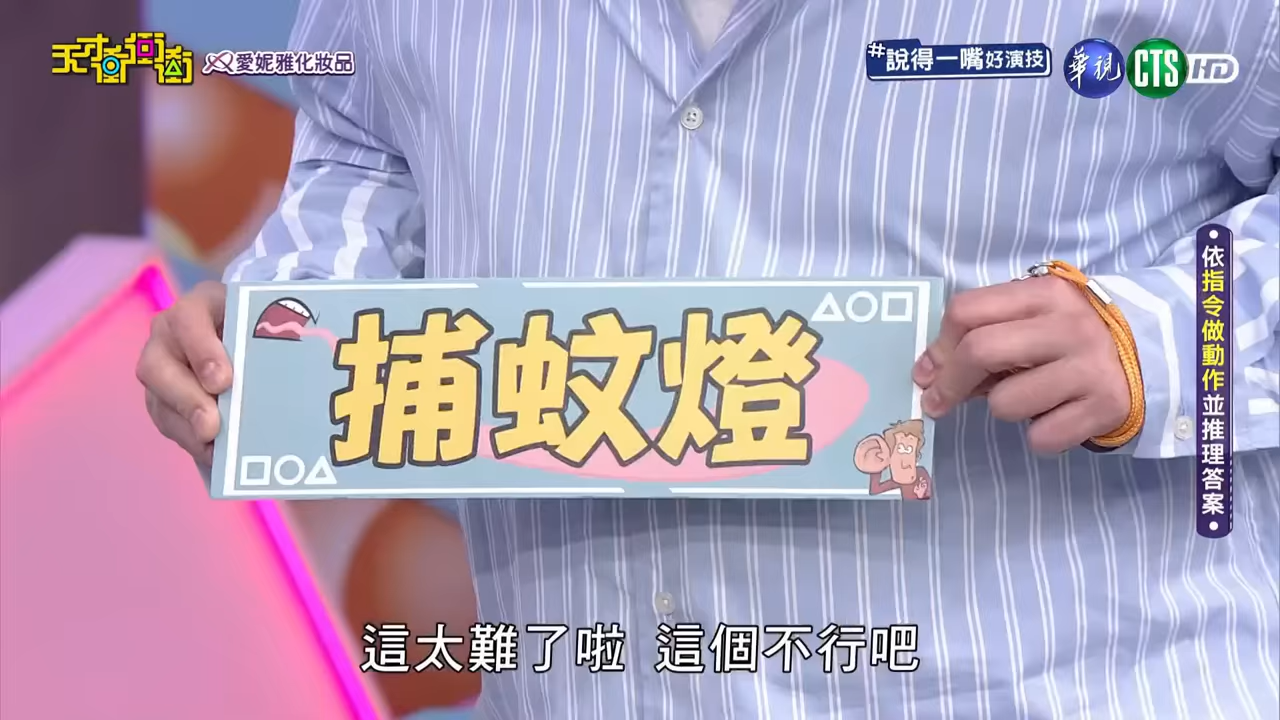 天才衝衝衝
愛妮雅化妝品
#說得一嘴好演技
華視 CTS HD
捕蚊燈
依指令做動作並推理答案
這太難了啦 這個不行吧